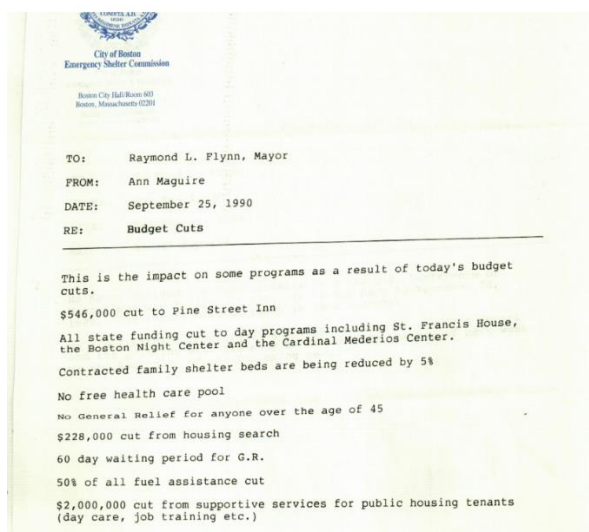 CONDITA A.D.
City of Boston
Emergency Shelter Commission
Boston City Hall/Room 603
Boston, Massachusetts 02201
TO: Raymond L. Flynn, Mayor
FROM: Ann Maguire
DATE: September 25, 1990
RE: Budget Cuts
This is the impact on some programs as a result of today's budget
cuts.
$546,000 cut to Pine Street Inn
All state funding cut to day programs including St. Francis House,
the Boston Night Center and the Cardinal Mederios Center.
Contracted family shelter beds are being reduced by 5%
No free health care pool
No General Relief for anyone over the age of 45
$228,000 cut from housing search
60 day waiting period for G.R.
50% of all fuel assistance cut
$2,000,000 cut from supportive services for public housing tenants
(day care, job training etc.)